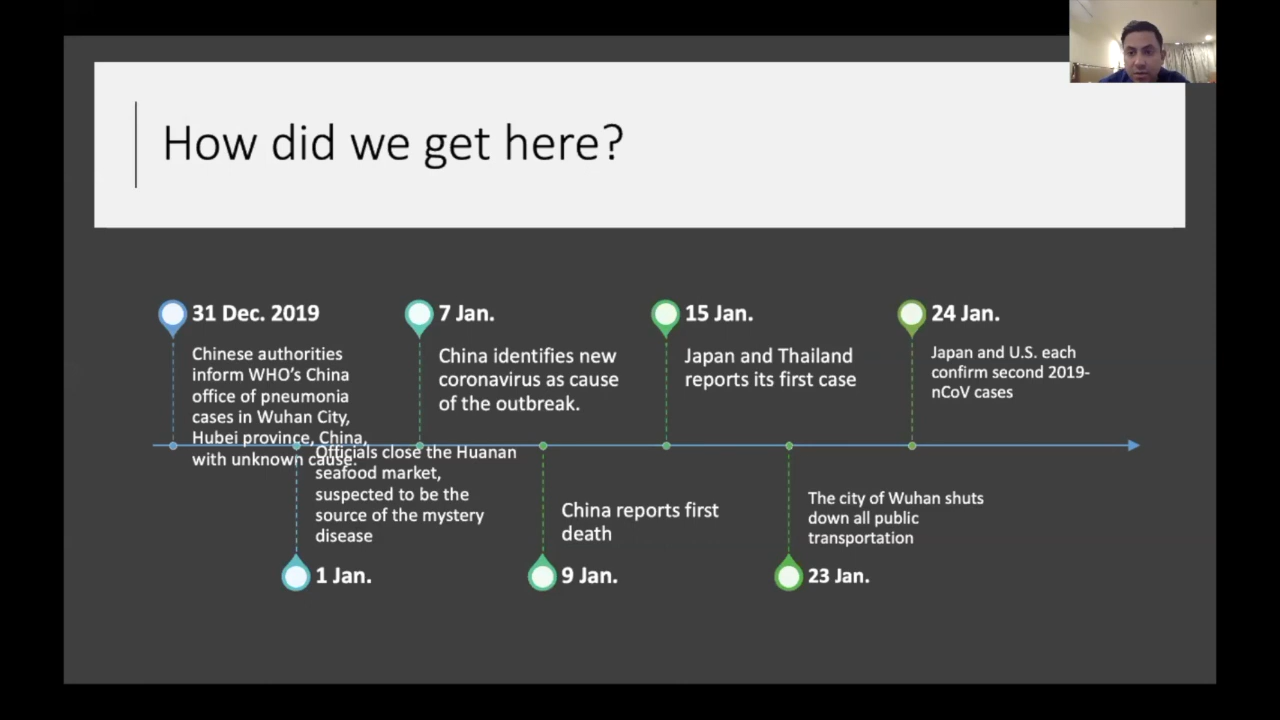 How did we get here?
31 Dec. 2019
Chinese authorities
inform WHO's China
office of pneumonia
cases in Wuhan City,
Hubei province, China,
with unknown cause.
1 Jan.
Officials close the Huanan
seafood market,
suspected to be the
source of the mystery
disease
7 Jan.
China identifies new
coronavirus as cause
of the outbreak.
9 Jan.
China reports first
death
15 Jan.
Japan and Thailand
reports its first case
23 Jan.
The city of Wuhan shuts
down all public
transportation
24 Jan.
Japan and U.S. each
confirm second 2019-
nCoV cases